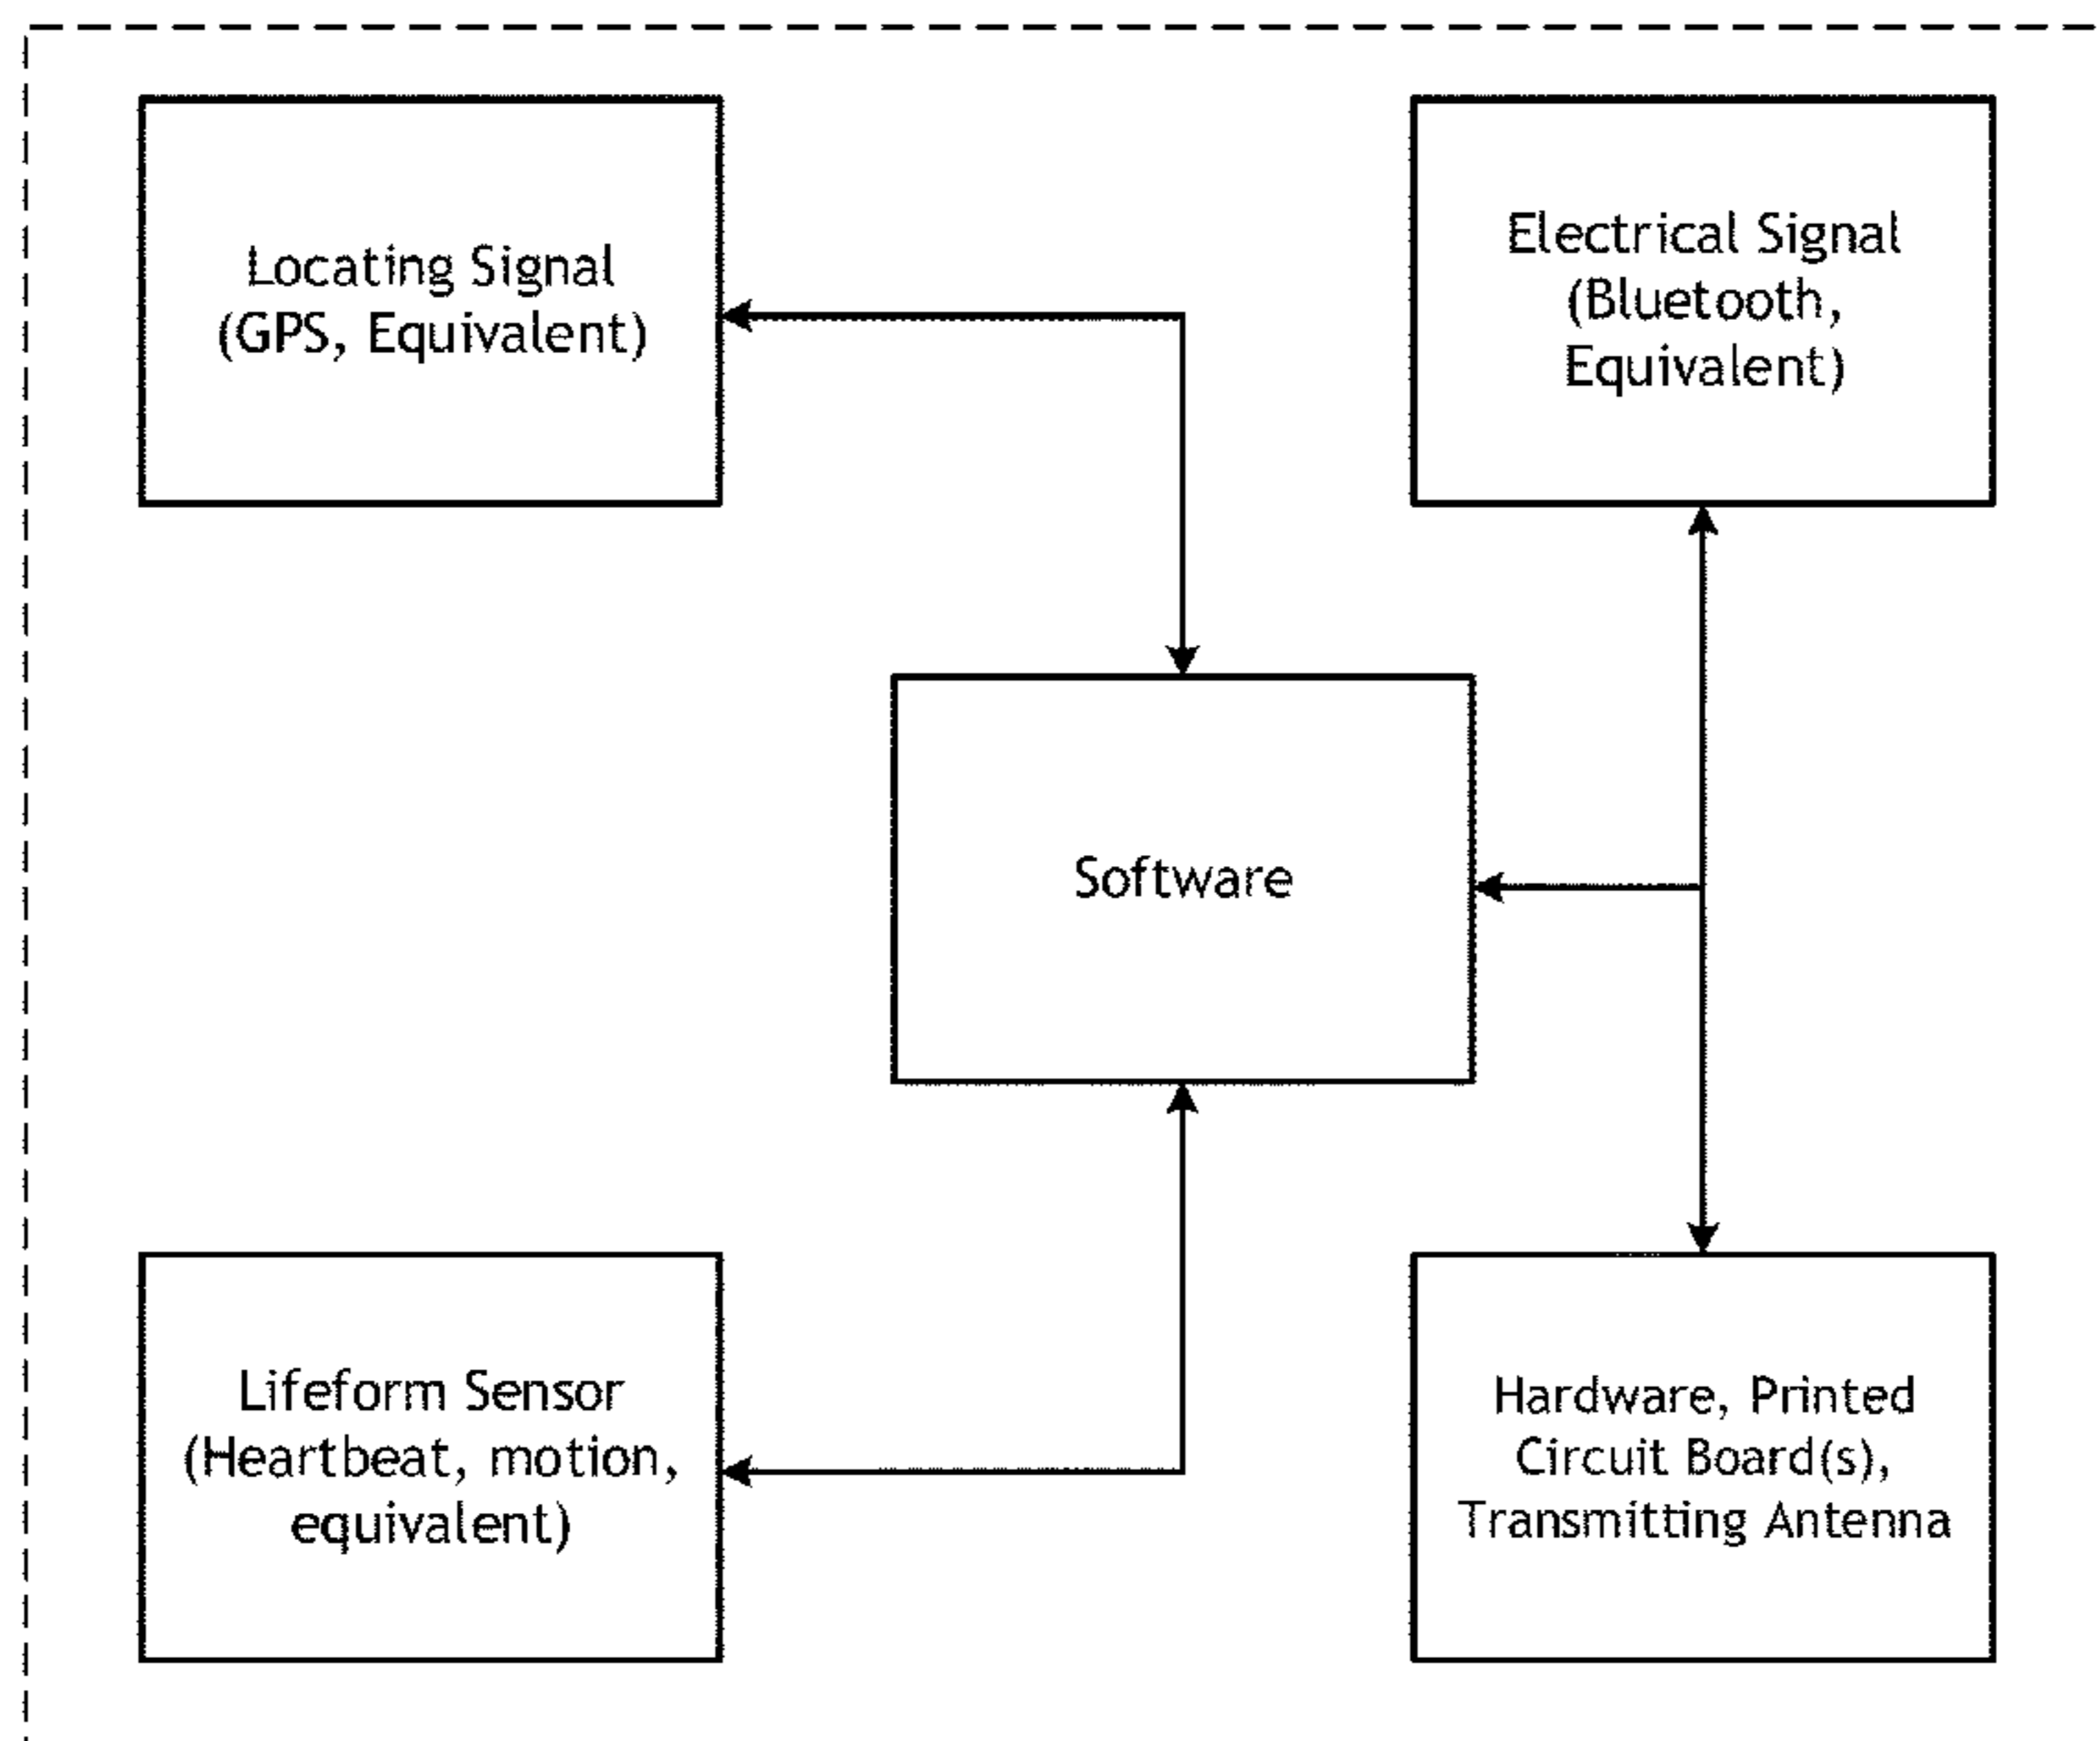 Locating Signal
(GPS, Equivalent)
Electrical Signal
(Bluetooth,
Equivalent)
Software
Lifeform Sensor
(Heartbeat, motion,
equivalent)
Hardware, Printed
Circuit Board(s),
Transmitting Antenna